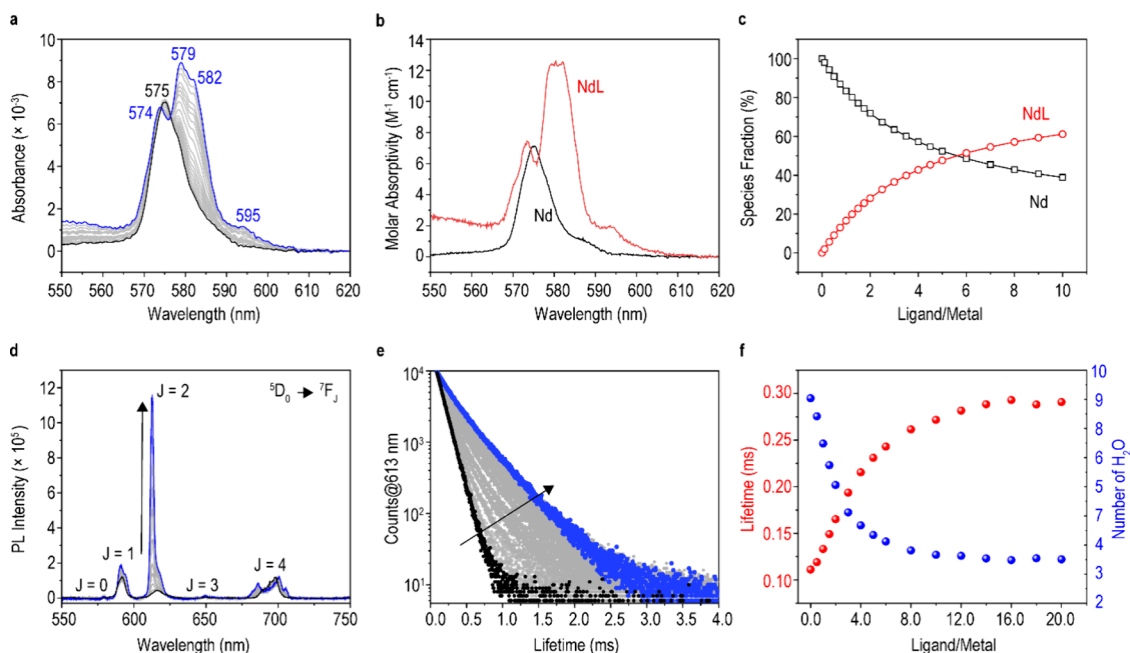 a
Absorbance (× 10⁻³)
10
8
6
4
2
0
574
575
579
582
595
550 560 570 580 590 600 610 620
Wavelength (nm)
b
Molar Absorptivity (M⁻¹ cm⁻¹)
14
12
10
8
6
4
2
0
NdL
Nd
550 560 570 580 590 600 610 620
Wavelength (nm)
c
Species Fraction (%)
100
80
60
40
20
0
NdL
Nd
0 2 4 6 8 10
Ligand/Metal
d
PL Intensity (× 10⁵)
12
10
8
6
4
2
0
J = 0
J = 1
J = 2
J = 3
J = 4
⁵D₀ → ⁷F_J
550 600 650 700 750
Wavelength (nm)
e
Counts@613 nm
10⁴
10³
10²
10¹
0.0 0.5 1.0 1.5 2.0 2.5 3.0 3.5 4.0
Lifetime (ms)
f
Lifetime (ms)
0.30
0.25
0.20
0.15
0.10
10
9
8
6
5
7
4
3
2
Number of H₂O
0.0 4.0 8.0 12.0 16.0 20.0
Ligand/Metal